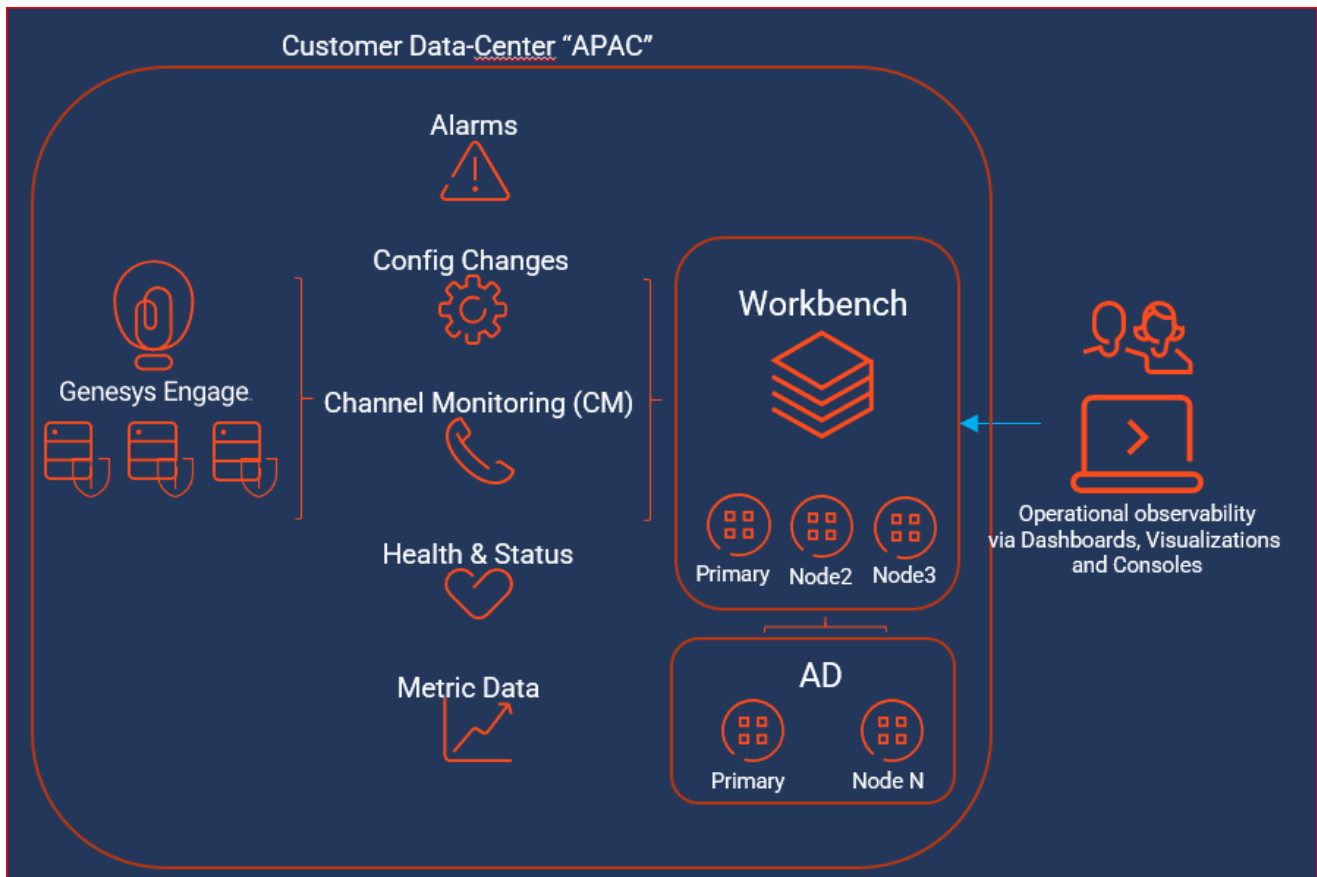 Customer Data-Center “APAC”
Alarms
Config Changes
Workbench
Genesys Engage
Channel Monitoring (CM)
Operational observability
via Dashboards, Visualizations
and Consoles
Health & Status
Primary
Node2
Node3
Metric Data
AD
Primary
Node N